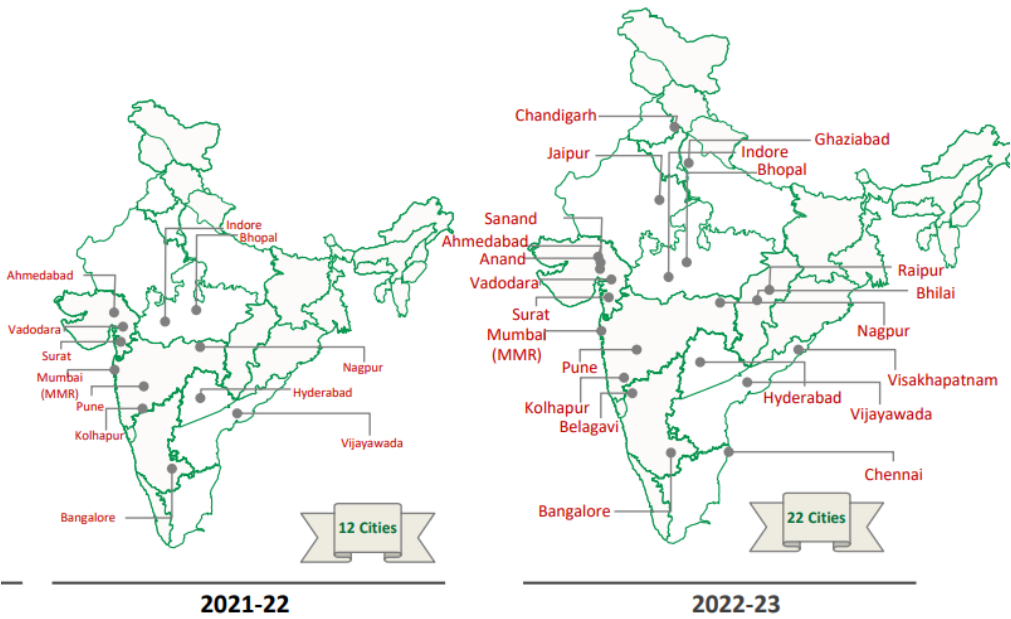 Indore
Bhopal
Ahmedabad
Vadodara
Surat
Mumbai
(MMR)
Pune
Kolhapur
Nagpur
Hyderabad
Vijayawada
Bangalore
12 Cities
2021-22
Chandigarh
Ghaziabad
Jaipur
Indore
Bhopal
Sanand
Ahmedabad
Anand
Vadodara
Surat
Mumbai
(MMR)
Pune
Kolhapur
Belagavi
Raipur
Bhilai
Nagpur
Visakhapatnam
Hyderabad
Vijayawada
Chennai
Bangalore
22 Cities
2022-23